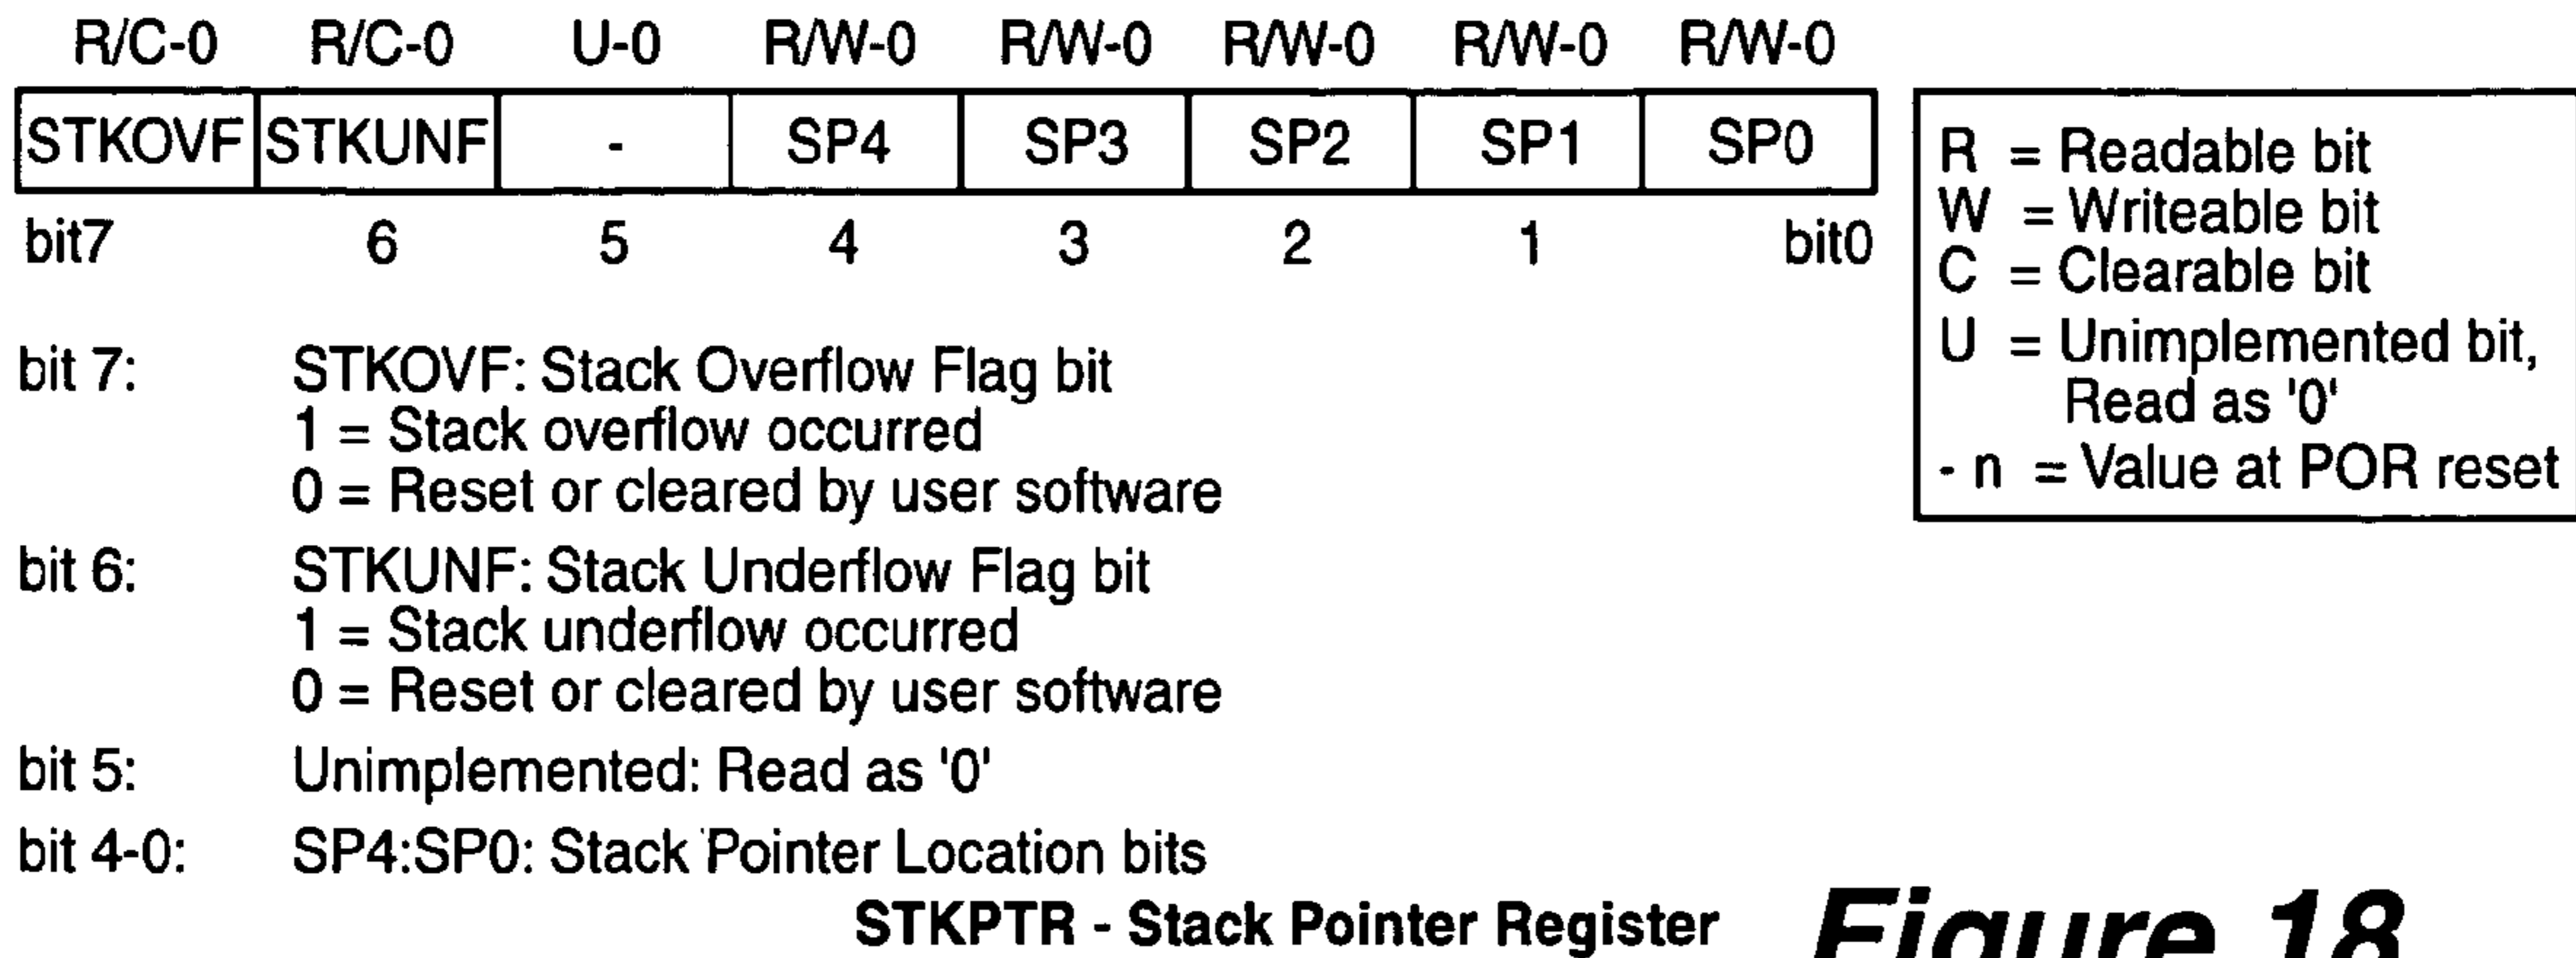 R/C-0 R/C-0 U-0 R/W-0 R/W-0 R/W-0 R/W-0 R/W-0
STKOVF STKUNF - SP4 SP3 SP2 SP1 SP0
bit7 6 5 4 3 2 1 bit0
R = Readable bit
W = Writeable bit
C = Clearable bit
U = Unimplemented bit,
Read as '0'
- n = Value at POR reset
bit 7: STKOVF: Stack Overflow Flag bit
1 = Stack overflow occurred
0 = Reset or cleared by user software
bit 6: STKUNF: Stack Underflow Flag bit
1 = Stack underflow occurred
0 = Reset or cleared by user software
bit 5: Unimplemented: Read as '0'
bit 4-0: SP4:SP0: Stack Pointer Location bits
STKPTR - Stack Pointer Register
Figure 18